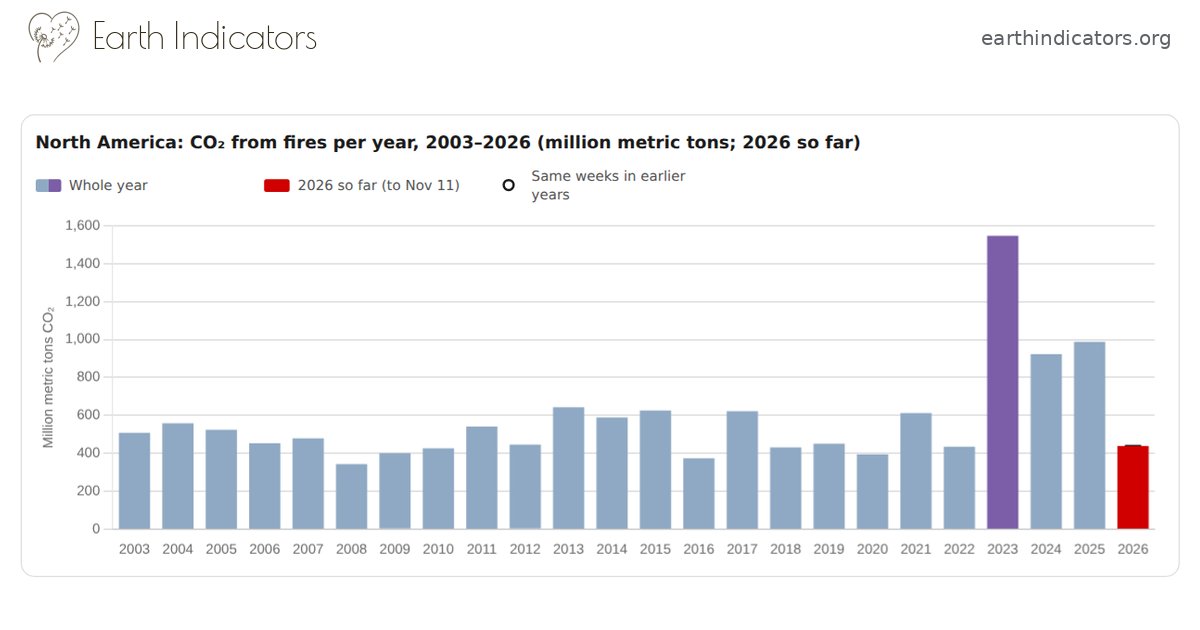 Earth Indicators
earthindicators.org
North America: CO₂ from fires per year, 2003–2026 (million metric tons; 2026 so far)
Whole year
2026 so far (to Nov 11)
Same weeks in earlier
years
Million metric tons CO₂
1,600
1,400
1,200
1,000
800
600
400
200
0
2003 2004 2005 2006 2007 2008 2009 2010 2011 2012 2013 2014 2015 2016 2017 2018 2019 2020 2021 2022 2023 2024 2025 2026